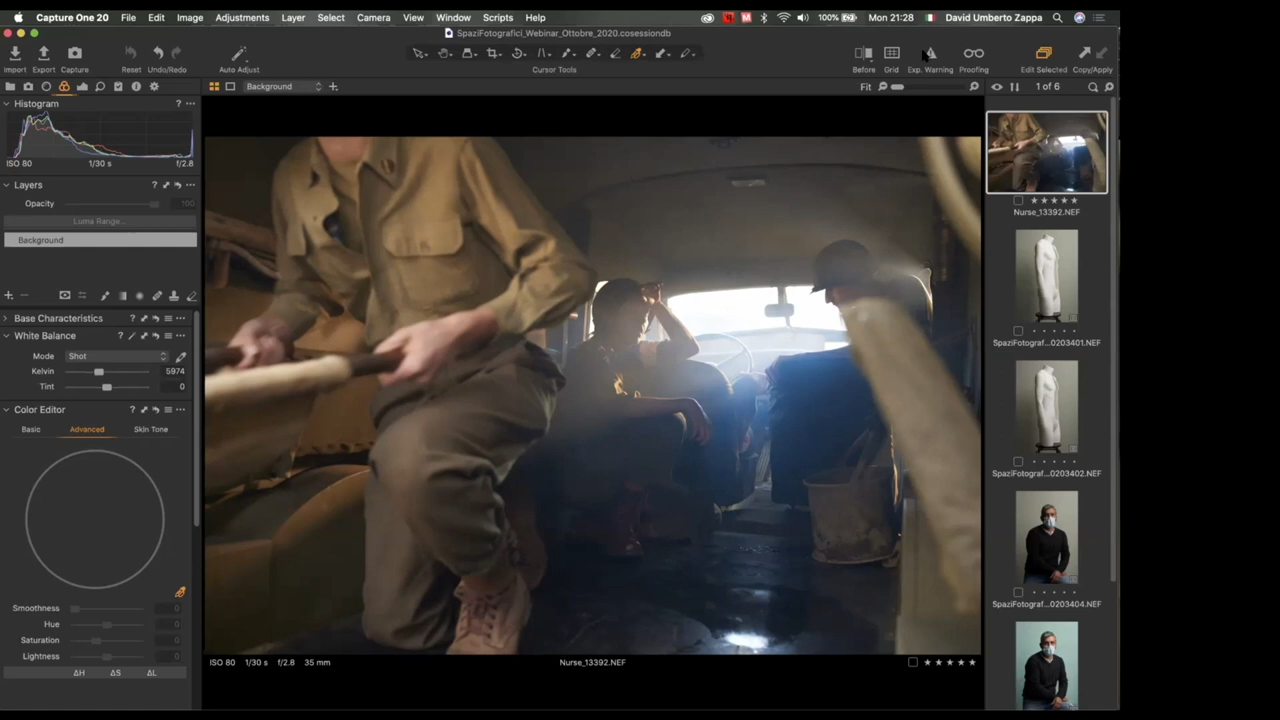 Capture One 20 File Edit Image Adjustments Layer Select Camera View Window Scripts Help 100% Mon 21:28 David Umberto Zappa
SpaziFotografici_Webinar_Ottobre_2020.cosessiondb
Import Export Capture Reset Undo/Redo Auto Adjust Cursor Tools Before Grid Exp. Warning Proofing Edit Selected Copy/Apply
Background Fit 1 of 6
Histogram
ISO 80 1/30 s f/2.8
Layers
Opacity 100
Luma Range...
Background
Base Characteristics
White Balance
Mode Shot
Kelvin 5974
Tint 0
Color Editor
Basic Advanced Skin Tone
Smoothness 0
Hue 0
Saturation 0
Lightness 0
ΔH ΔS ΔL
ISO 80 1/30 s f/2.8 35 mm Nurse_13392.NEF
Nurse_13392.NEF
SpaziFotograf...0203401.NEF
SpaziFotograf...0203402.NEF
SpaziFotograf...0203404.NEF